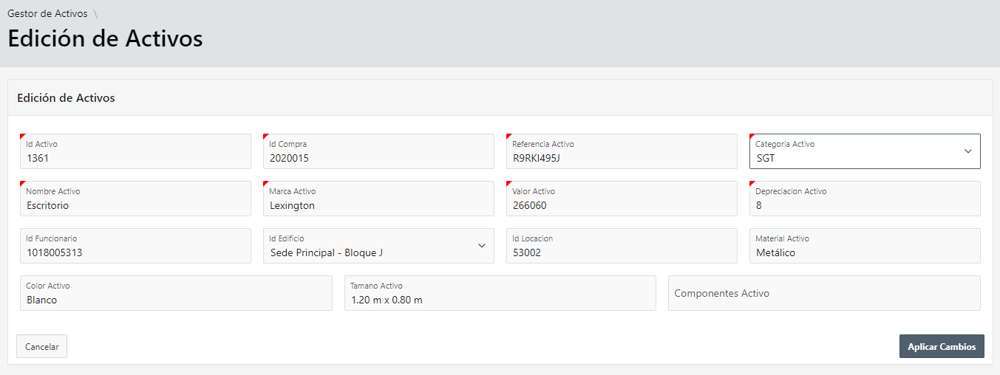 Gestor de Activos \
Edición de Activos
Edición de Activos
Id Activo
1361
Id Compra
2020015
Referencia Activo
R9RKI495J
Categoria Activo
SGT
Nombre Activo
Escritorio
Marca Activo
Lexington
Valor Activo
266060
Depreciacion Activo
8
Id Funcionario
1018005313
Id Edificio
Sede Principal - Bloque J
Id Locacion
53002
Material Activo
Metálico
Color Activo
Blanco
Tamano Activo
1.20 m x 0.80 m
Componentes Activo
Cancelar
Aplicar Cambios